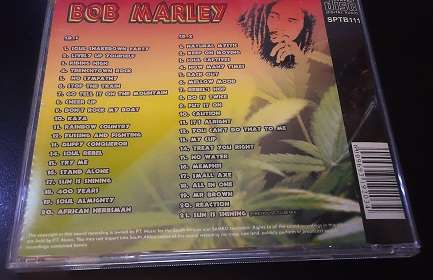 BOB MARLEY
DIGITAL AUDIO
SPTB111
CD 1
1. SOUL SHAKEDOWN PARTY
2. LIVELY UP YOURSELF
3. RIDING HIGH
4. TRENCHTOWN ROCK
5. NO SYMPATHY
6. STOP THE TRAIN
7. GO TELL IT ON THE MOUNTAIN
8. CHEER UP
9. DON'T ROCK MY BOAT
10. KAYA
11. RAINBOW COUNTRY
12. FUSSING AND FIGHTING
13. DUPPY CONQUEROR
14. SOUL REBEL
15. TRY ME
16. STAND ALONE
17. SUN IS SHINING
18. 400 YEARS
19. SOUL ALMIGHTY
20. AFRICAN HERBSMAN
CD 2
1. NATURAL MYSTIC
2. KEEP ON MOVING
3. SOUL CAPTIVES
4. HOW MANY TIMES
5. BACK OUT
6. MELLOW MOOD
7. REBEL'S HOP
8. DO IT TWICE
9. PUT IT ON
10. CAUTION
11. IT'S ALRIGHT
12. YOU CAN'T DO THAT TO ME
13. MY CUP
14. TREAT YOU RIGHT
15. NO WATER
16. MEMPHIS
17. SMALL AXE
18. ALL IN ONE
19. MR BROWN
20. REACTION
21. SUN IS SHINING